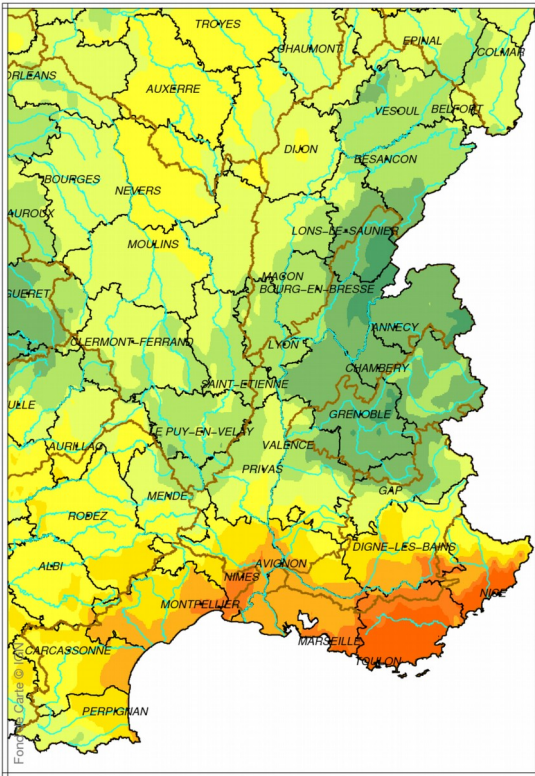 TROYES
EPINAL
CHAUMONT
COLMAR
ORLEANS
AUXERRE
VESOUL
BELFORT
DIJON
BESANCON
BOURGES
NEVERS
AUROUX
LONS-LE-SAUNIER
MOULINS
MACON
BOURG-EN-BRESSE
GUERET
ANNECY
CLERMONT-FERRAND
LYON
CHAMBERY
SAINT-ETIENNE
GRENOBLE
ULLE
LE PUY-EN-VELAY
AURILLAC
VALENCE
PRIVAS
MENDE
GAP
RODEZ
DIGNE-LES-BAINS
ALBI
AVIGNON
NIMES
NICE
MONTPELLIER
MARSEILLE
CARCASSONNE
TOULON
PERPIGNAN
Fond de Carte © IGN